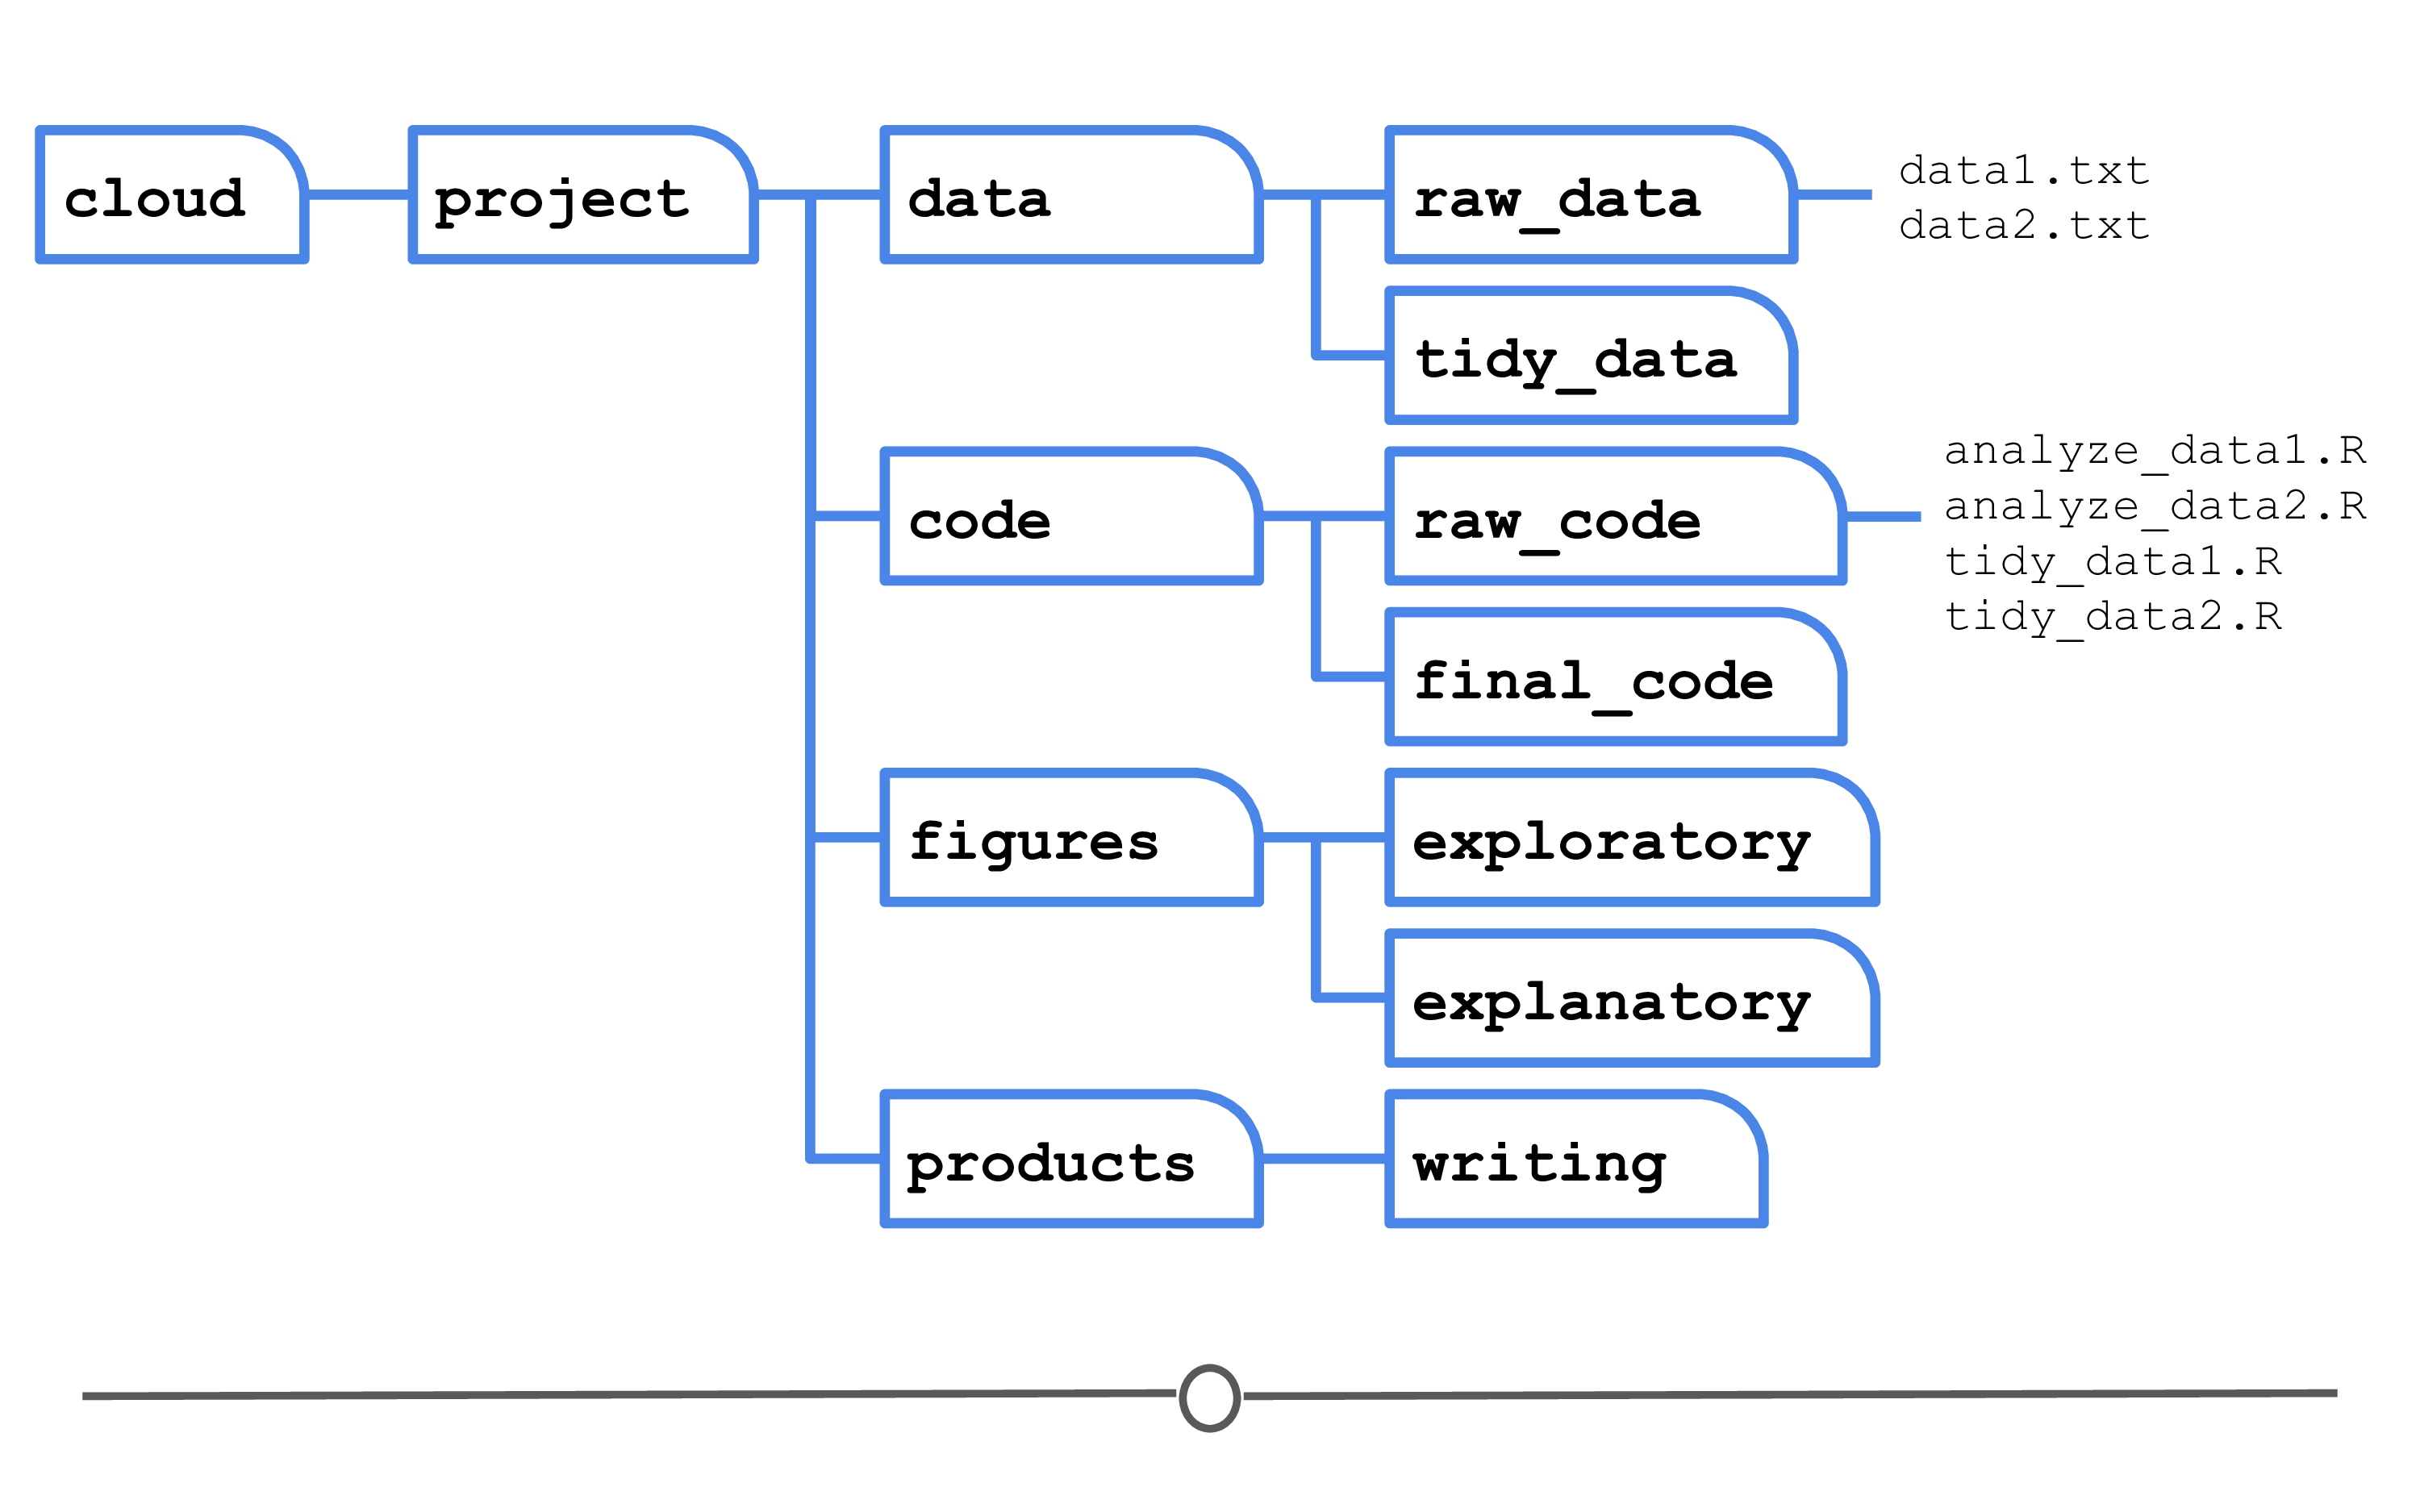 cloud
project
data
raw_data
data1.txt
data2.txt
tidy_data
code
raw_code
analyze_data1.R
analyze_data2.R
tidy_data1.R
tidy_data2.R
final_code
figures
exploratory
explanatory
products
writing